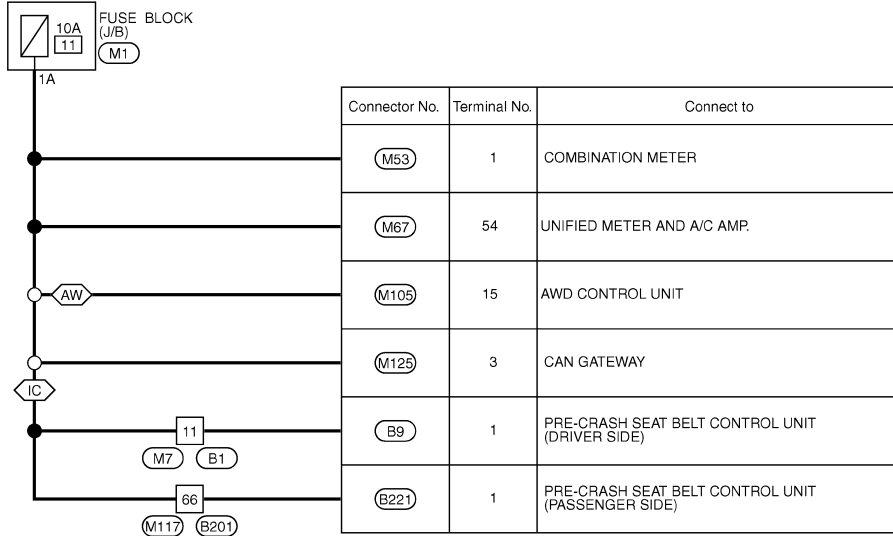 FUSE BLOCK
(J/B)
10A
11
M1
1A
Connector No. Terminal No. Connect to
M53 1 COMBINATION METER
M67 54 UNIFIED METER AND A/C AMP.
AW M105 15 AWD CONTROL UNIT
M125 3 CAN GATEWAY
IC
11 B9 1 PRE-CRASH SEAT BELT CONTROL UNIT
(DRIVER SIDE)
M7 B1
66 B221 1 PRE-CRASH SEAT BELT CONTROL UNIT
(PASSENGER SIDE)
M117 B201